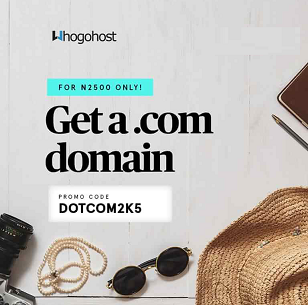 Whogohost
FOR N2500 ONLY!
Get a .com
domain
PROMO CODE
DOTCOM2K5